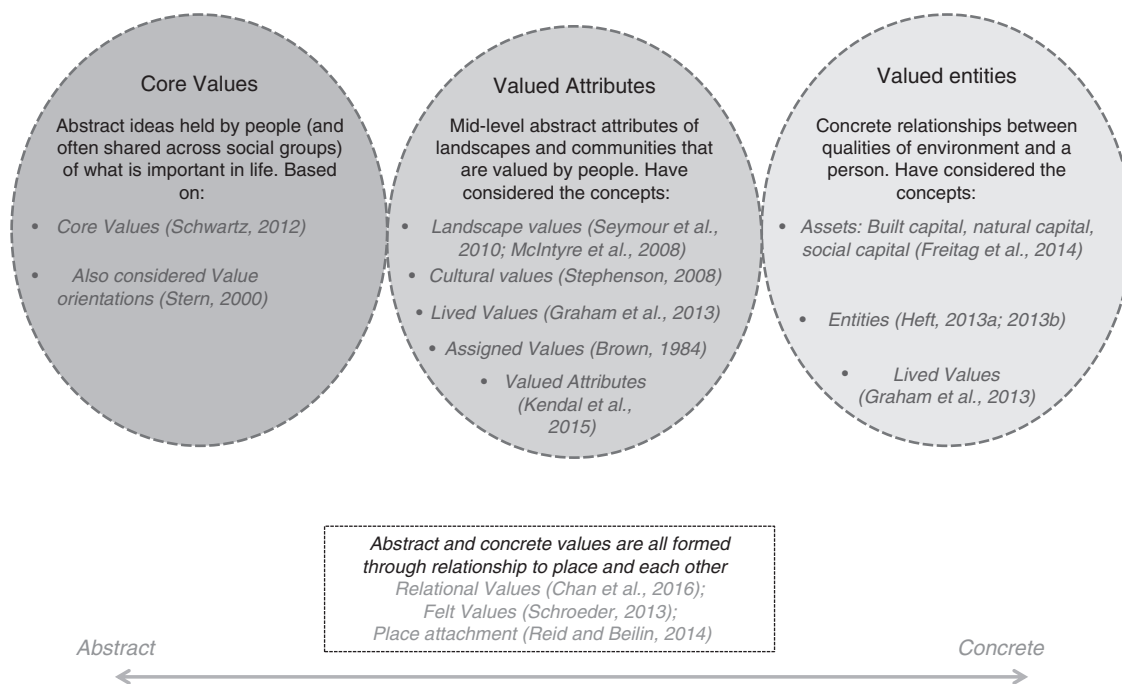 Core Values
Abstract ideas held by people (and
often shared across social groups)
of what is important in life. Based
on:
• Core Values (Schwartz, 2012)
• Also considered Value
orientations (Stern, 2000)
Valued Attributes
Mid-level abstract attributes of
landscapes and communities that
are valued by people. Have
considered the concepts:
• Landscape values (Seymour et al.,
2010; McIntyre et al., 2008)
• Cultural values (Stephenson, 2008)
• Lived Values (Graham et al., 2013)
• Assigned Values (Brown, 1984)
• Valued Attributes
(Kendal et al.,
2015)
Valued entities
Concrete relationships between
qualities of environment and a
person. Have considered the
concepts:
• Assets: Built capital, natural capital,
social capital (Freitag et al., 2014)
• Entities (Heft, 2013a; 2013b)
• Lived Values
(Graham et al., 2013)
Abstract and concrete values are all formed
through relationship to place and each other
Relational Values (Chan et al., 2016);
Felt Values (Schroeder, 2013);
Place attachment (Reid and Beilin, 2014)
Abstract
Concrete